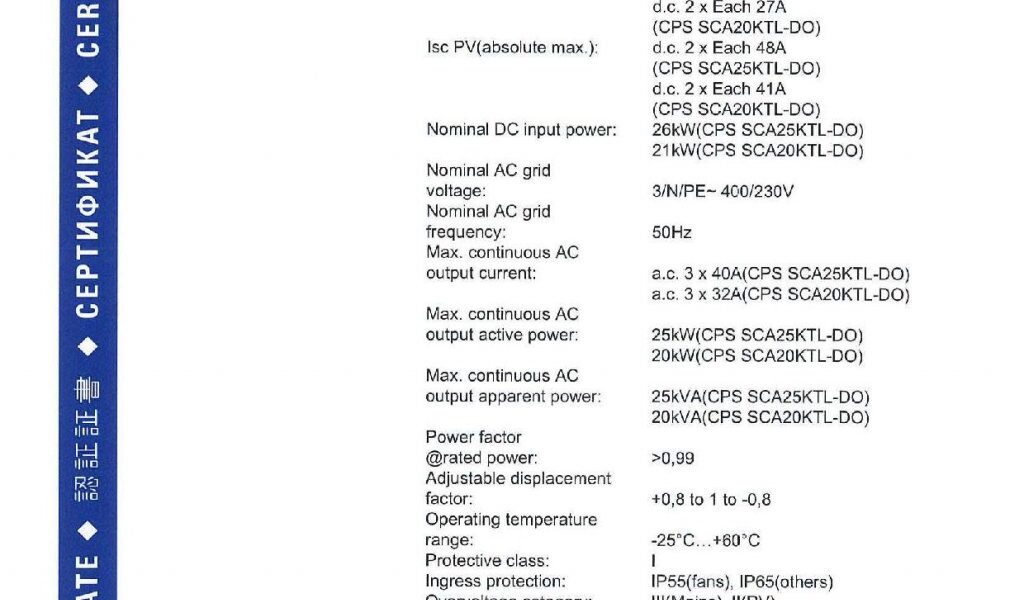 d.c. 2 x Each 27A
(CPS SCA20KTL-DO)
Isc PV(absolute max.): d.c. 2 x Each 48A
(CPS SCA25KTL-DO)
d.c. 2 x Each 41A
(CPS SCA20KTL-DO)
Nominal DC input power: 26kW(CPS SCA25KTL-DO)
21kW(CPS SCA20KTL-DO)
Nominal AC grid
voltage: 3/N/PE~ 400/230V
Nominal AC grid
frequency: 50Hz
Max. continuous AC
output current: a.c. 3 x 40A(CPS SCA25KTL-DO)
a.c. 3 x 32A(CPS SCA20KTL-DO)
Max. continuous AC
output active power: 25kW(CPS SCA25KTL-DO)
20kW(CPS SCA20KTL-DO)
Max. continuous AC
output apparent power: 25kVA(CPS SCA25KTL-DO)
20kVA(CPS SCA20KTL-DO)
Power factor
@rated power: >0,99
Adjustable displacement
factor: +0,8 to 1 to -0,8
Operating temperature
range: -25°C...+60°C
Protective class: I
Ingress protection: IP55(fans), IP65(others)
Overvoltage category: III(Mains), II(PV)
ATE ◆ 認証証書 ◆ СЕРТИФИКАТ ◆ CER